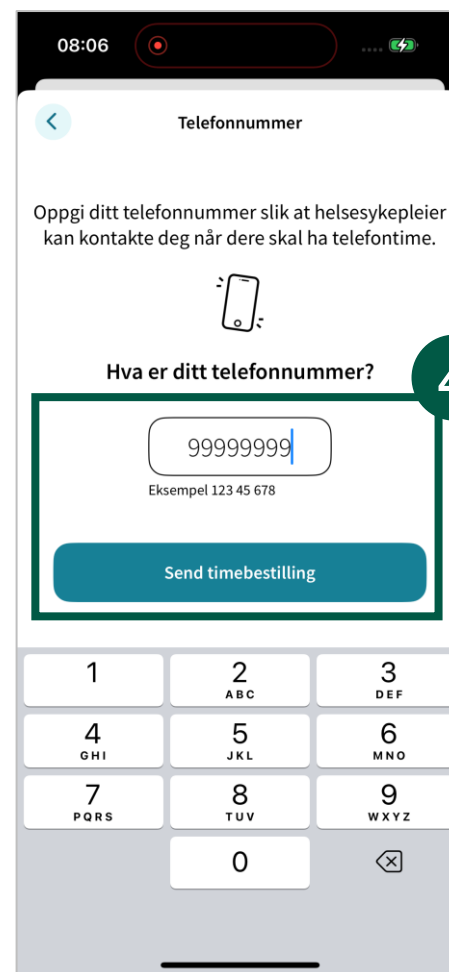 08:06
Telefonnummer
Oppgi ditt telefonnummer slik at helsesykepleier
kan kontakte deg når dere skal ha telefontime.
Hva er ditt telefonnummer?
4
99999999
Eksempel 123 45 678
Send timebestilling
1
2
ABC
3
DEF
4
GHI
5
JKL
6
MNO
7
PQRS
8
TUV
9
WXYZ
0